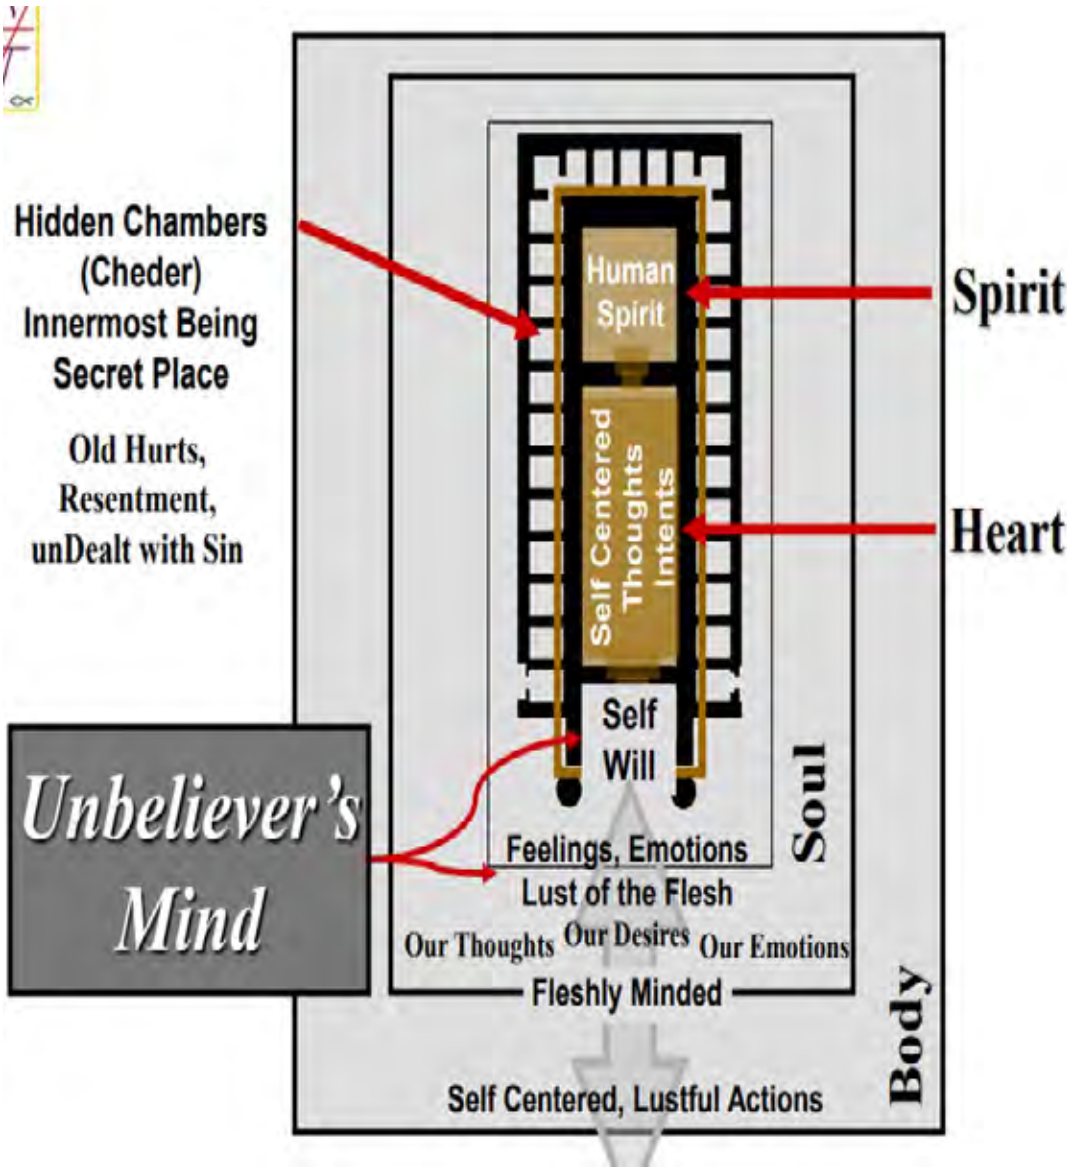 Hidden Chambers
(Cheder)
Innermost Being
Secret Place
Old Hurts,
Resentment,
unDealt with Sin
Human
Spirit
Spirit
Self Centered
Thoughts
Intents
Heart
Self
Will
Unbeliever's
Mind
Soul
Feelings, Emotions
Lust of the Flesh
Our Thoughts Our Desires Our Emotions
Fleshly Minded
Body
Self Centered, Lustful Actions